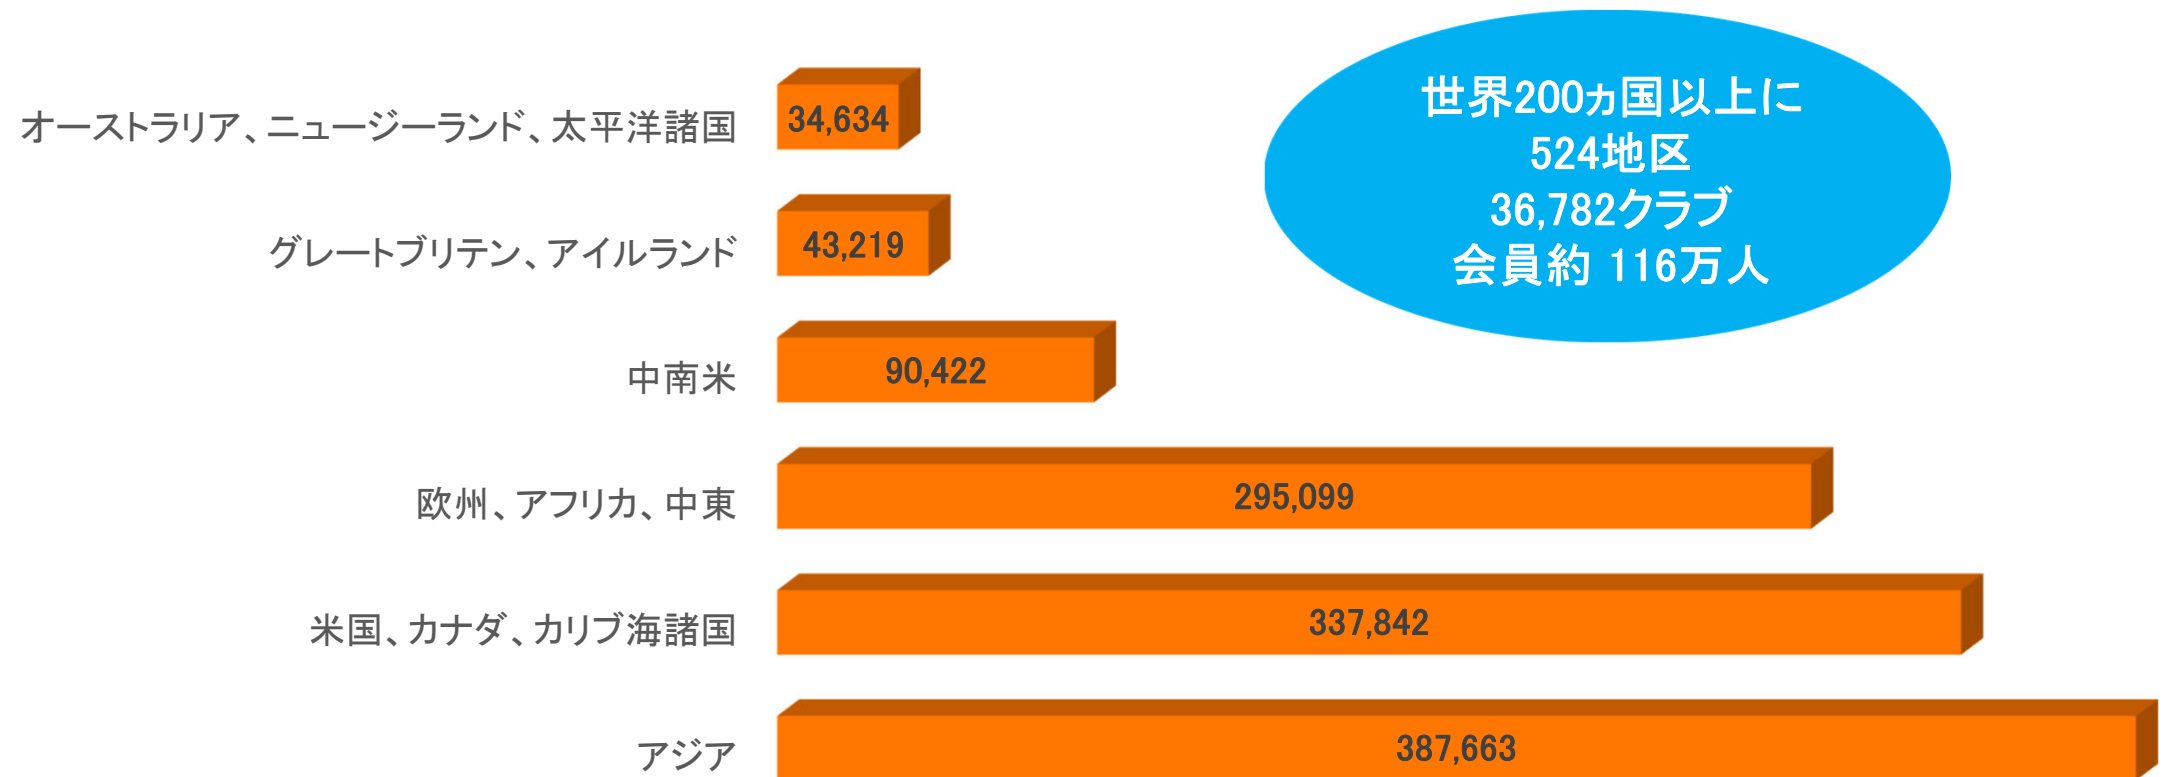 オーストラリア、ニュージーランド、太平洋諸国 34,634
グレートブリテン、アイルランド 43,219
中南米 90,422
欧州、アフリカ、中東 295,099
米国、カナダ、カリブ海諸国 337,842
アジア 387,663
世界200ヵ国以上に
524地区
36,782クラブ
会員約 116万人